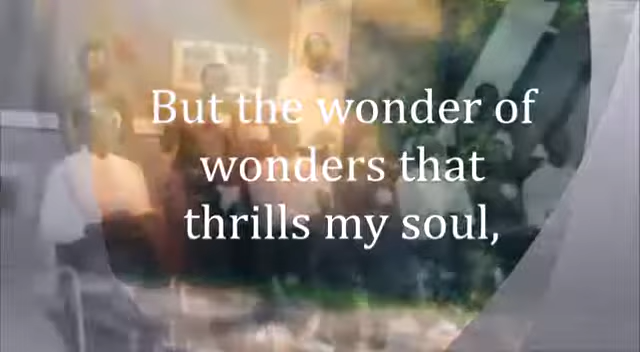 But the wonder of
wonders that
thrills my soul,